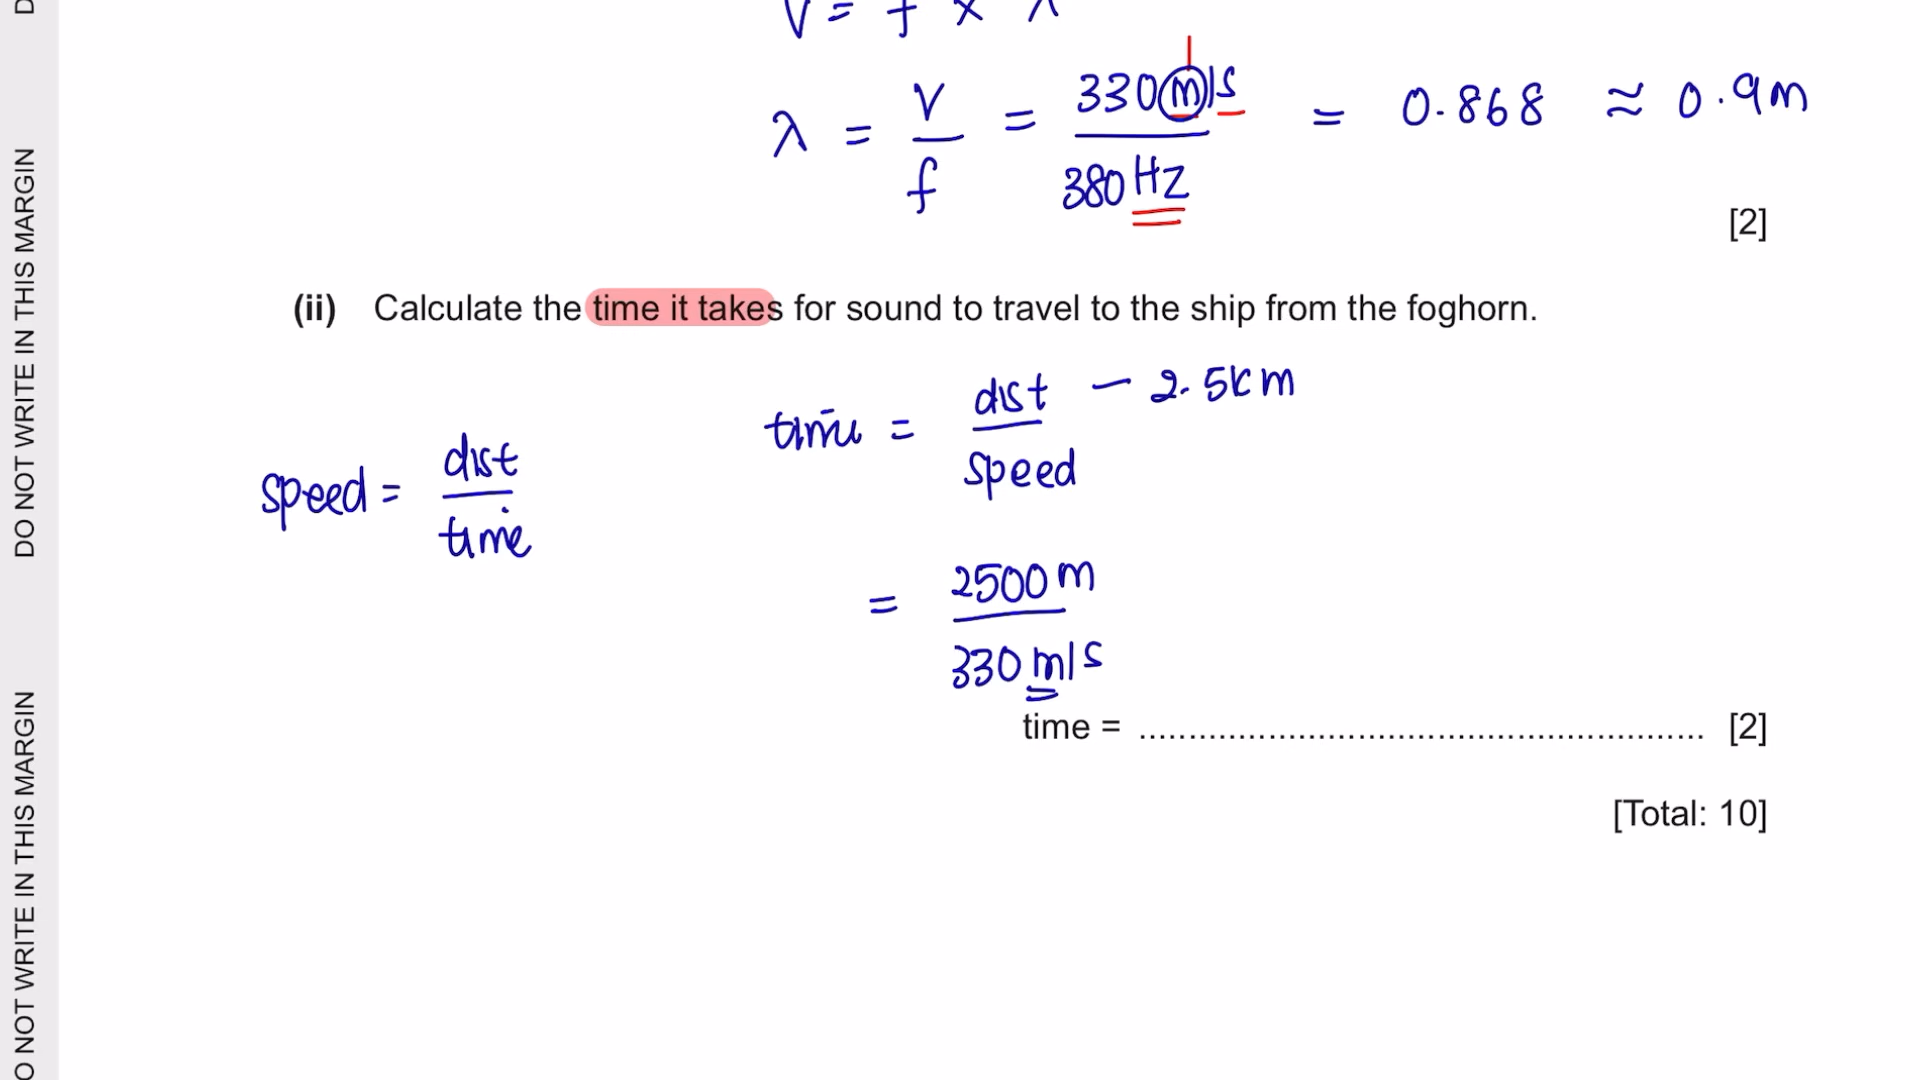 V = f × λ
λ = V/f = 330 m/s / 380 Hz = 0.868 ≈ 0.9m
[2]
(ii) Calculate the time it takes for sound to travel to the ship from the foghorn.
time = dist/speed – 2.5km
speed = dist/time
= 2500m / 330 m/s
time = ........................................................ [2]
[Total: 10]
DO NOT WRITE IN THIS MARGIN
O NOT WRITE IN THIS MARGIN